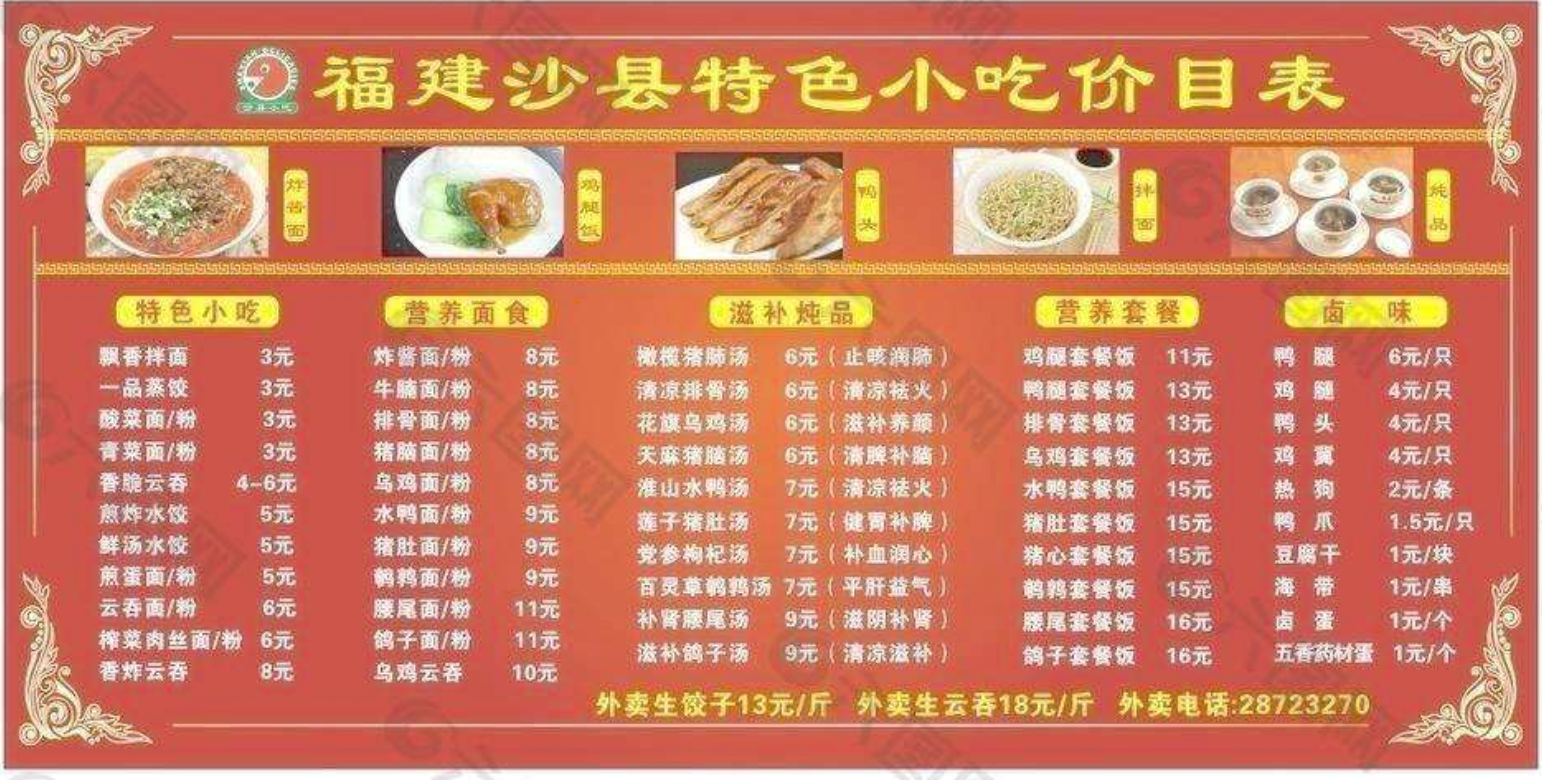 福建沙县特色小吃价目表
沙县小吃
炸酱面
鸡腿饭
鸭头
拌面
炖品
特色小吃
飘香拌面 3元
一品蒸饺 3元
酸菜面/粉 3元
青菜面/粉 3元
香脆云吞 4-6元
煎炸水饺 5元
鲜汤水饺 5元
煎蛋面/粉 5元
云吞面/粉 6元
榨菜肉丝面/粉 6元
香炸云吞 8元
营养面食
炸酱面/粉 8元
牛腩面/粉 8元
排骨面/粉 8元
猪脑面/粉 8元
乌鸡面/粉 8元
水鸭面/粉 9元
猪肚面/粉 9元
鹌鹑面/粉 9元
腰尾面/粉 11元
鸽子面/粉 11元
乌鸡云吞 10元
滋补炖品
橄榄猪肺汤 6元（止咳润肺）
清凉排骨汤 6元（清凉祛火）
花旗乌鸡汤 6元（滋补养颜）
天麻猪脑汤 6元（清脾补脑）
淮山水鸭汤 7元（清凉祛火）
莲子猪肚汤 7元（健胃补脾）
党参枸杞汤 7元（补血润心）
百灵草鹌鹑汤 7元（平肝益气）
补肾腰尾汤 9元（滋阴补肾）
滋补鸽子汤 9元（清凉滋补）
营养套餐
鸡腿套餐饭 11元
鸭腿套餐饭 13元
排骨套餐饭 13元
乌鸡套餐饭 13元
水鸭套餐饭 15元
猪肚套餐饭 15元
猪心套餐饭 15元
鹌鹑套餐饭 15元
腰尾套餐饭 16元
鸽子套餐饭 16元
卤 味
鸭 腿 6元/只
鸡 腿 4元/只
鸭 头 4元/只
鸡 翼 4元/只
热 狗 2元/条
鸭 爪 1.5元/只
豆腐干 1元/块
海 带 1元/串
卤 蛋 1元/个
五香药材蛋 1元/个
外卖生饺子13元/斤 外卖生云吞18元/斤 外卖电话:28723270